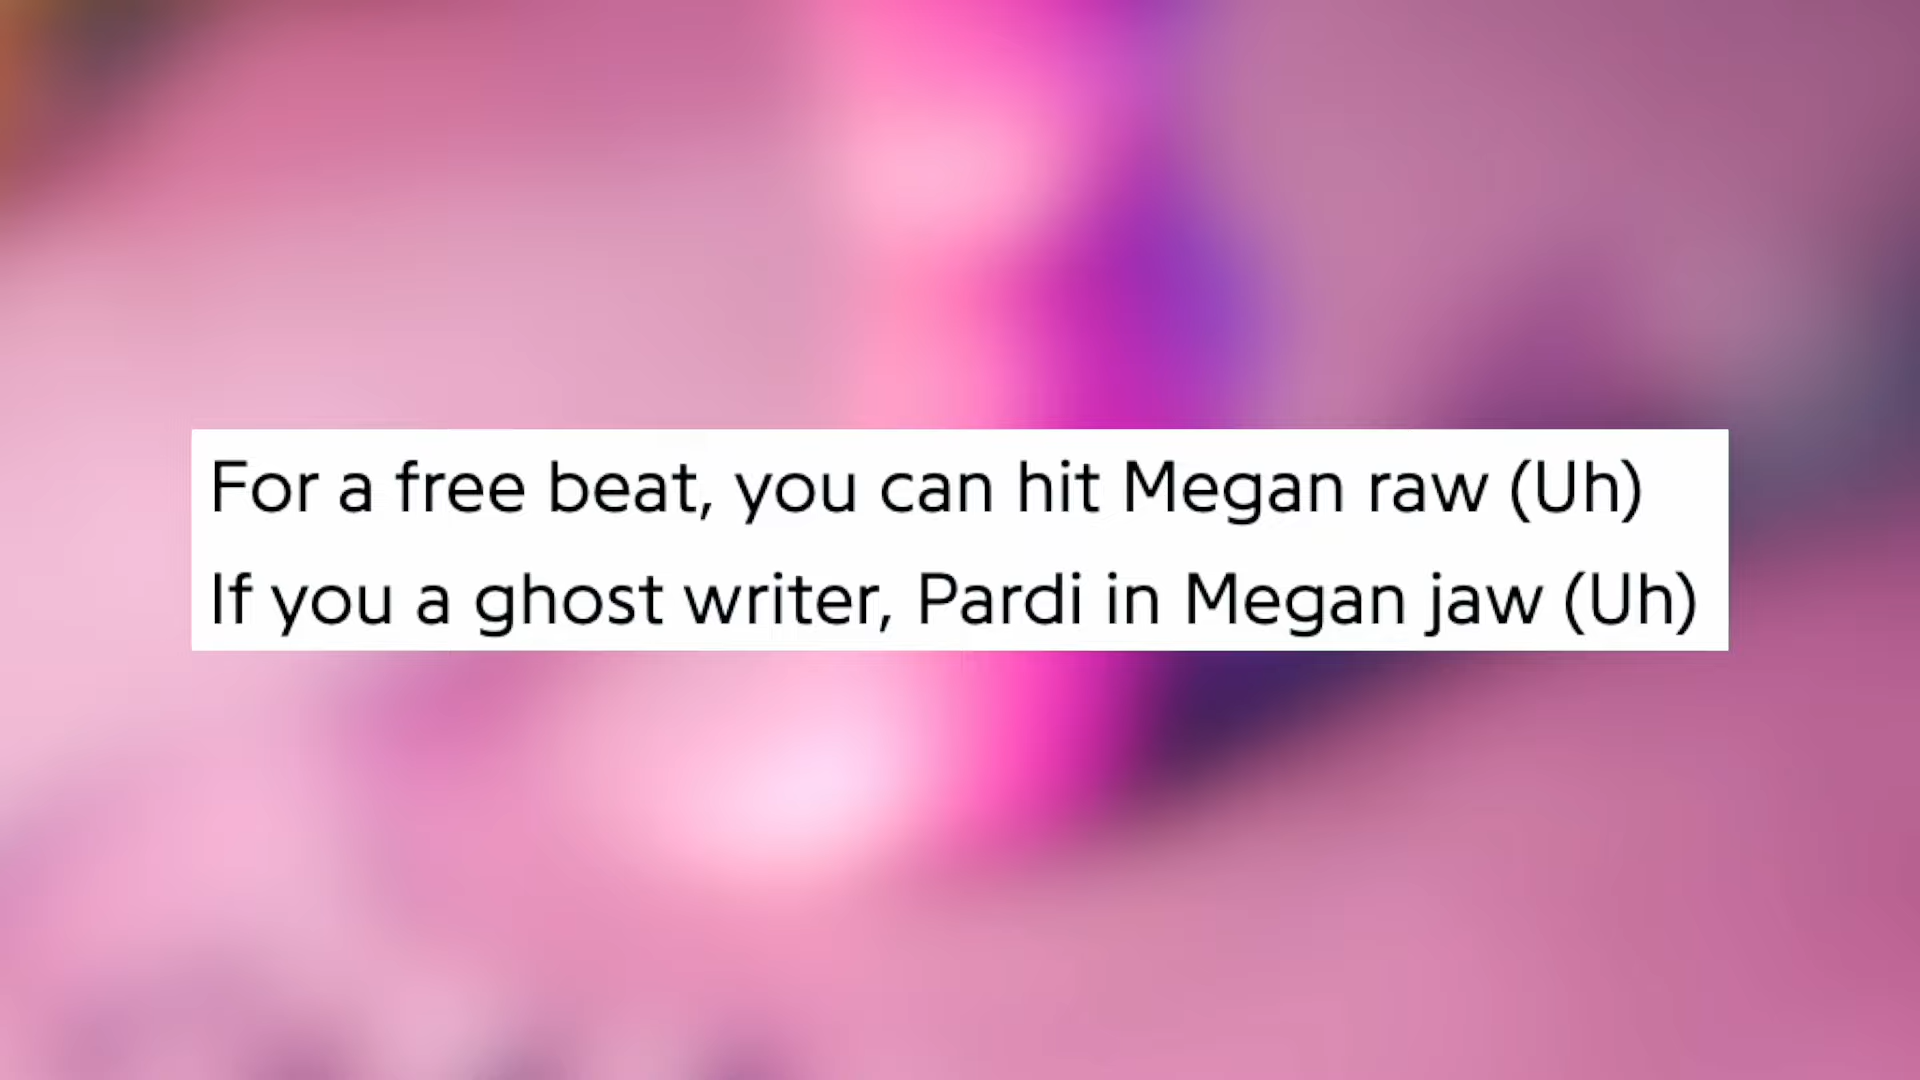 For a free beat, you can hit Megan raw (Uh)
If you a ghost writer, Pardi in Megan jaw (Uh)